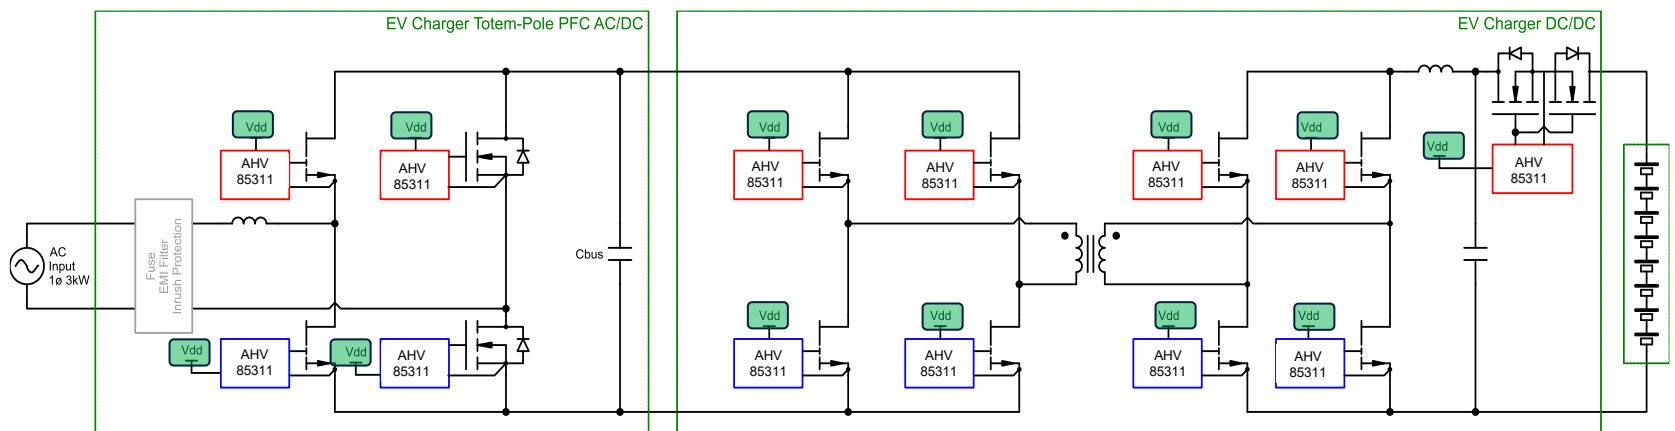 EV Charger Totem-Pole PFC AC/DC
EV Charger DC/DC
Vdd
Vdd
Vdd
Vdd
Vdd
Vdd
Vdd
AHV
85311
AHV
85311
AHV
85311
AHV
85311
AHV
85311
AHV
85311
AHV
85311
Fuse
EMI Filter
Inrush Protection
AC
Input
1ø 3kW
Cbus
Vdd
Vdd
Vdd
Vdd
Vdd
Vdd
AHV
85311
AHV
85311
AHV
85311
AHV
85311
AHV
85311
AHV
85311